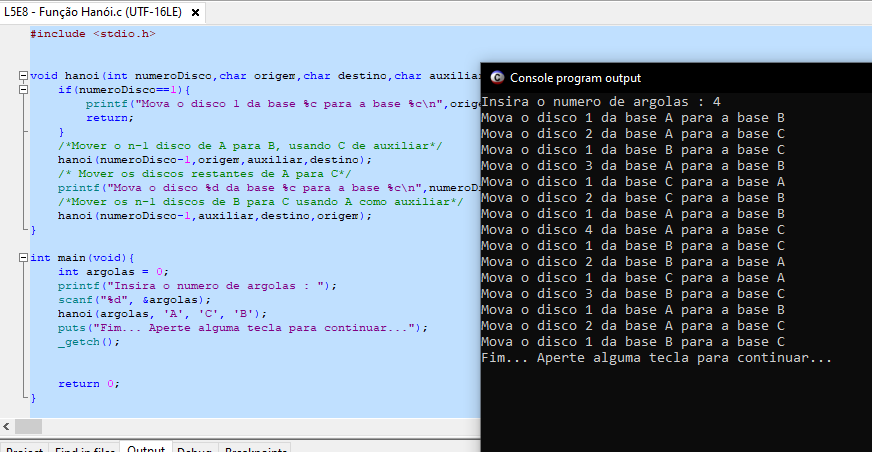 L5E8 - Função Hanói.c (UTF-16LE)
#include <stdio.h>
void hanoi(int numeroDisco,char origem,char destino,char auxiliar
if(numeroDisco==1){
printf("Mova o disco 1 da base %c para a base %c\n",orige
return;
}
/*Mover o n-1 disco de A para B, usando C de auxiliar*/
hanoi(numeroDisco-1,origem,auxiliar,destino);
/* Mover os discos restantes de A para C*/
printf("Mova o disco %d da base %c para a base %c\n",numeroDi
/*Mover os n-1 discos de B para C usando A como auxiliar*/
hanoi(numeroDisco-1,auxiliar,destino,origem);
}
int main(void){
int argolas = 0;
printf("Insira o numero de argolas : ");
scanf("%d", &argolas);
hanoi(argolas, 'A', 'C', 'B');
puts("Fim... Aperte alguma tecla para continuar...");
_getch();
return 0;
}
Project Find in files Output Debug Breakpoints
Console program output
Insira o numero de argolas : 4
Mova o disco 1 da base A para a base B
Mova o disco 2 da base A para a base C
Mova o disco 1 da base B para a base C
Mova o disco 3 da base A para a base B
Mova o disco 1 da base C para a base A
Mova o disco 2 da base C para a base B
Mova o disco 1 da base A para a base B
Mova o disco 4 da base A para a base C
Mova o disco 1 da base B para a base C
Mova o disco 2 da base B para a base A
Mova o disco 1 da base C para a base A
Mova o disco 3 da base B para a base C
Mova o disco 1 da base A para a base B
Mova o disco 2 da base A para a base C
Mova o disco 1 da base B para a base C
Fim... Aperte alguma tecla para continuar...